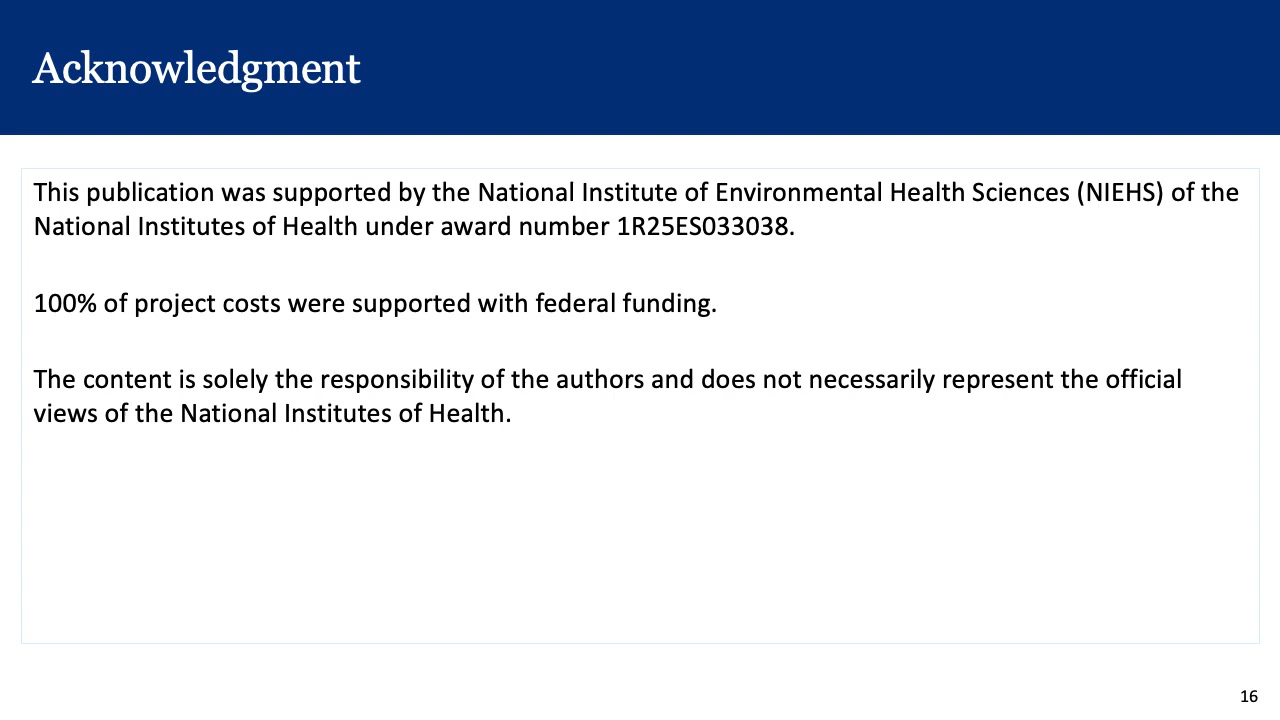 Acknowledgment
This publication was supported by the National Institute of Environmental Health Sciences (NIEHS) of the
National Institutes of Health under award number 1R25ES033038.
100% of project costs were supported with federal funding.
The content is solely the responsibility of the authors and does not necessarily represent the official
views of the National Institutes of Health.
16